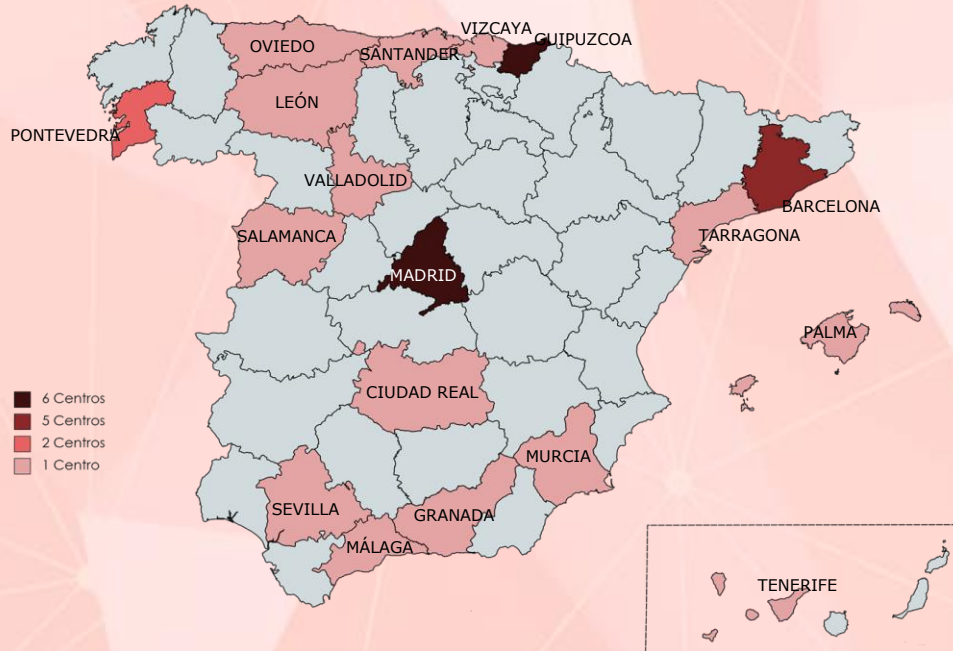 VIZCAYA
GUIPUZCOA
OVIEDO
SANTANDER
LEÓN
PONTEVEDRA
VALLADOLID
BARCELONA
SALAMANCA
TARRAGONA
MADRID
PALMA
CIUDAD REAL
6 Centros
5 Centros
2 Centros
1 Centro
MURCIA
SEVILLA
GRANADA
MÁLAGA
TENERIFE